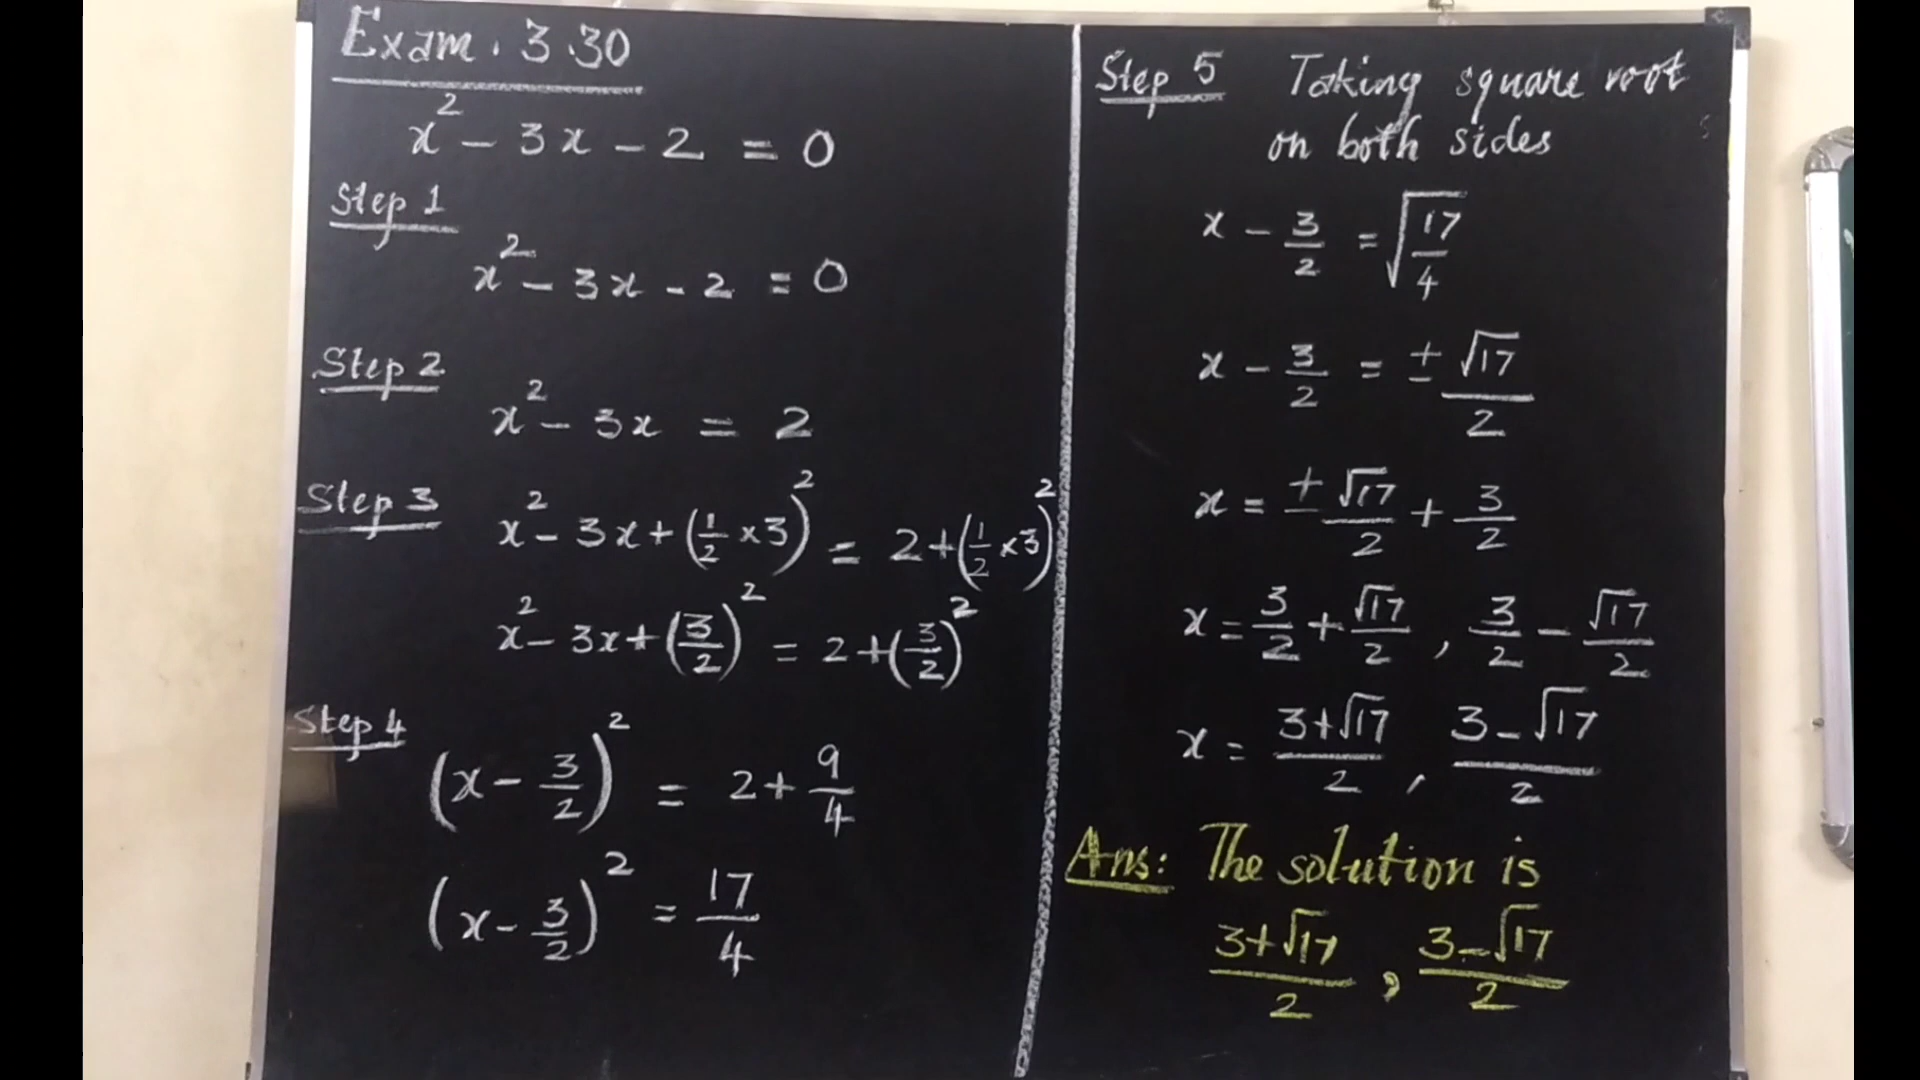 Exam. 3.30
x² - 3x - 2 = 0
Step 1
x² - 3x - 2 = 0
Step 2
x² - 3x = 2
Step 3
x² - 3x + (1/2 × 3)² = 2 + (1/2 × 3)²
x² - 3x + (3/2)² = 2 + (3/2)²
Step 4
(x - 3/2)² = 2 + 9/4
(x - 3/2)² = 17/4
Step 5 Taking square root
on both sides
x - 3/2 = √(17/4)
x - 3/2 = ± √17/2
x = ± √17/2 + 3/2
x = 3/2 + √17/2 , 3/2 - √17/2
x = (3+√17)/2 , (3-√17)/2
Ans: The solution is
(3+√17)/2 , (3-√17)/2